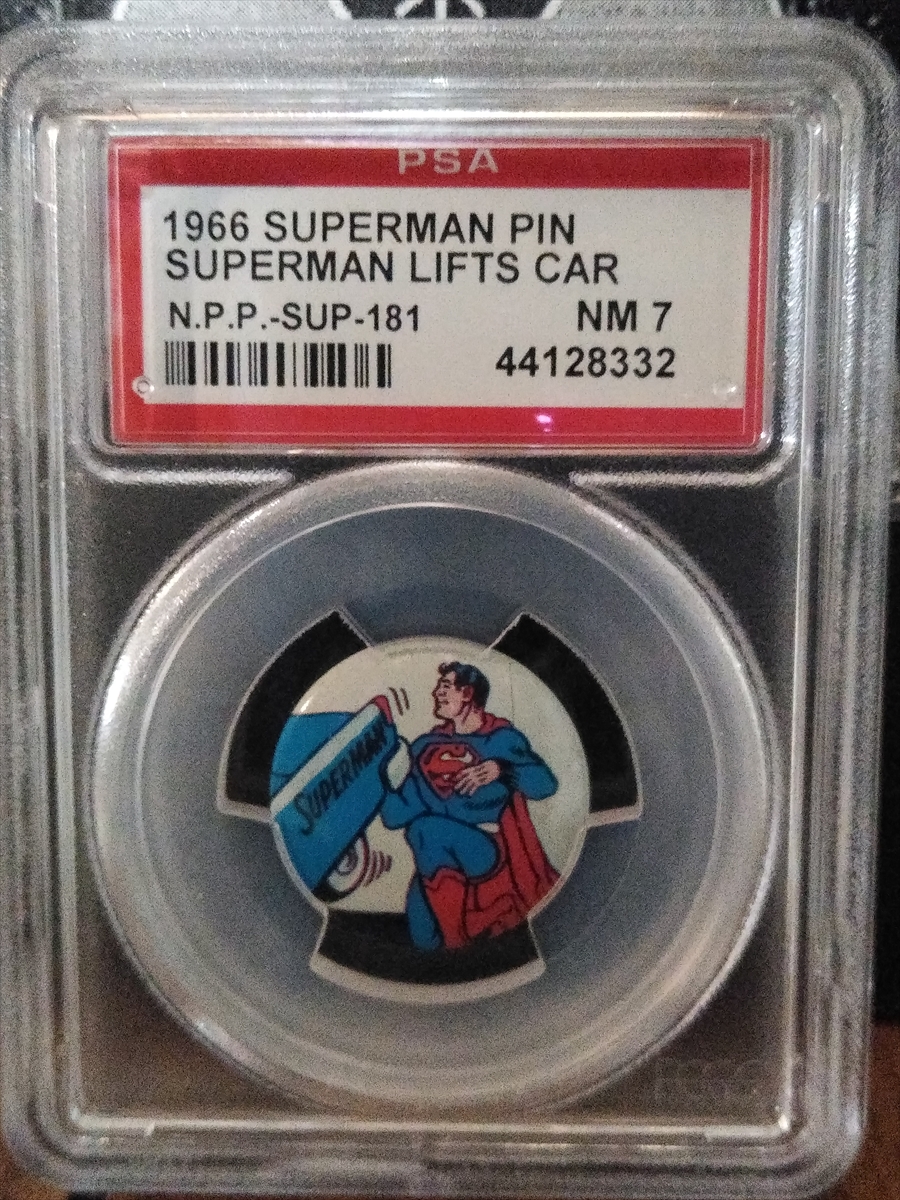 PSA
1966 SUPERMAN PIN
SUPERMAN LIFTS CAR
N.P.P.-SUP-181 NM 7
44128332
SUPERMAN